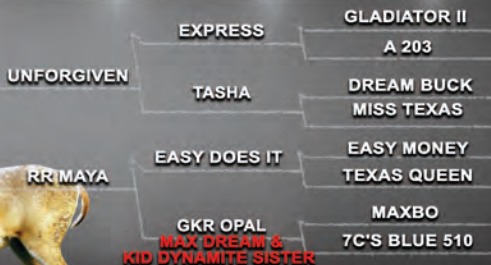 GLADIATOR II
EXPRESS
A 203
UNFORGIVEN
DREAM BUCK
TASHA
MISS TEXAS
EASY MONEY
EASY DOES IT
TEXAS QUEEN
RR MAYA
MAXBO
GKR OPAL
MAX DREAM &
KID DYNAMITE SISTER
7C'S BLUE 510